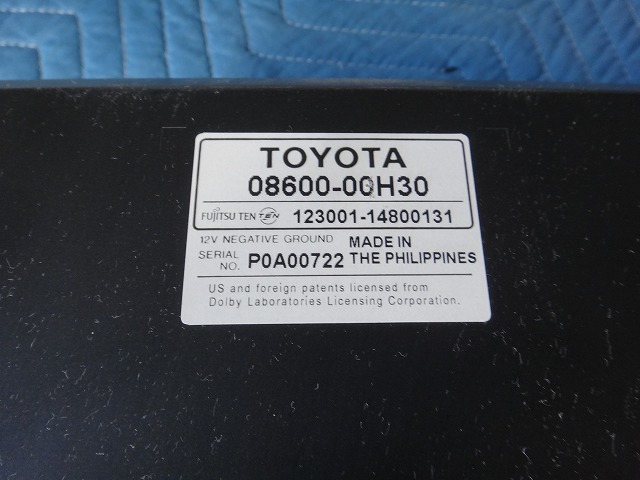 TOYOTA
08600-00H30
FUJITSU TEN TEN 123001-14800131
12V NEGATIVE GROUND MADE IN
SERIAL NO. P0A00722 THE PHILIPPINES
US and foreign patents licensed from
Dolby Laboratories Licensing Corporation.